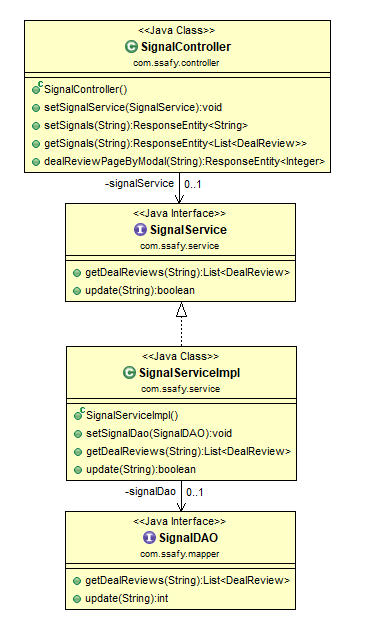 <<Java Class>>
SignalController
com.ssafy.controller
SignalController()
setSignalService(SignalService):void
setSignals(String):ResponseEntity<String>
getSignals(String):ResponseEntity<List<DealReview>>
dealReviewPageByModal(String):ResponseEntity<Integer>
-signalService 0..1
<<Java Interface>>
SignalService
com.ssafy.service
getDealReviews(String):List<DealReview>
update(String):boolean
<<Java Class>>
SignalServiceImpl
com.ssafy.service
SignalServiceImpl()
setSignalDao(SignalDAO):void
getDealReviews(String):List<DealReview>
update(String):boolean
-signalDao 0..1
<<Java Interface>>
SignalDAO
com.ssafy.mapper
getDealReviews(String):List<DealReview>
update(String):int